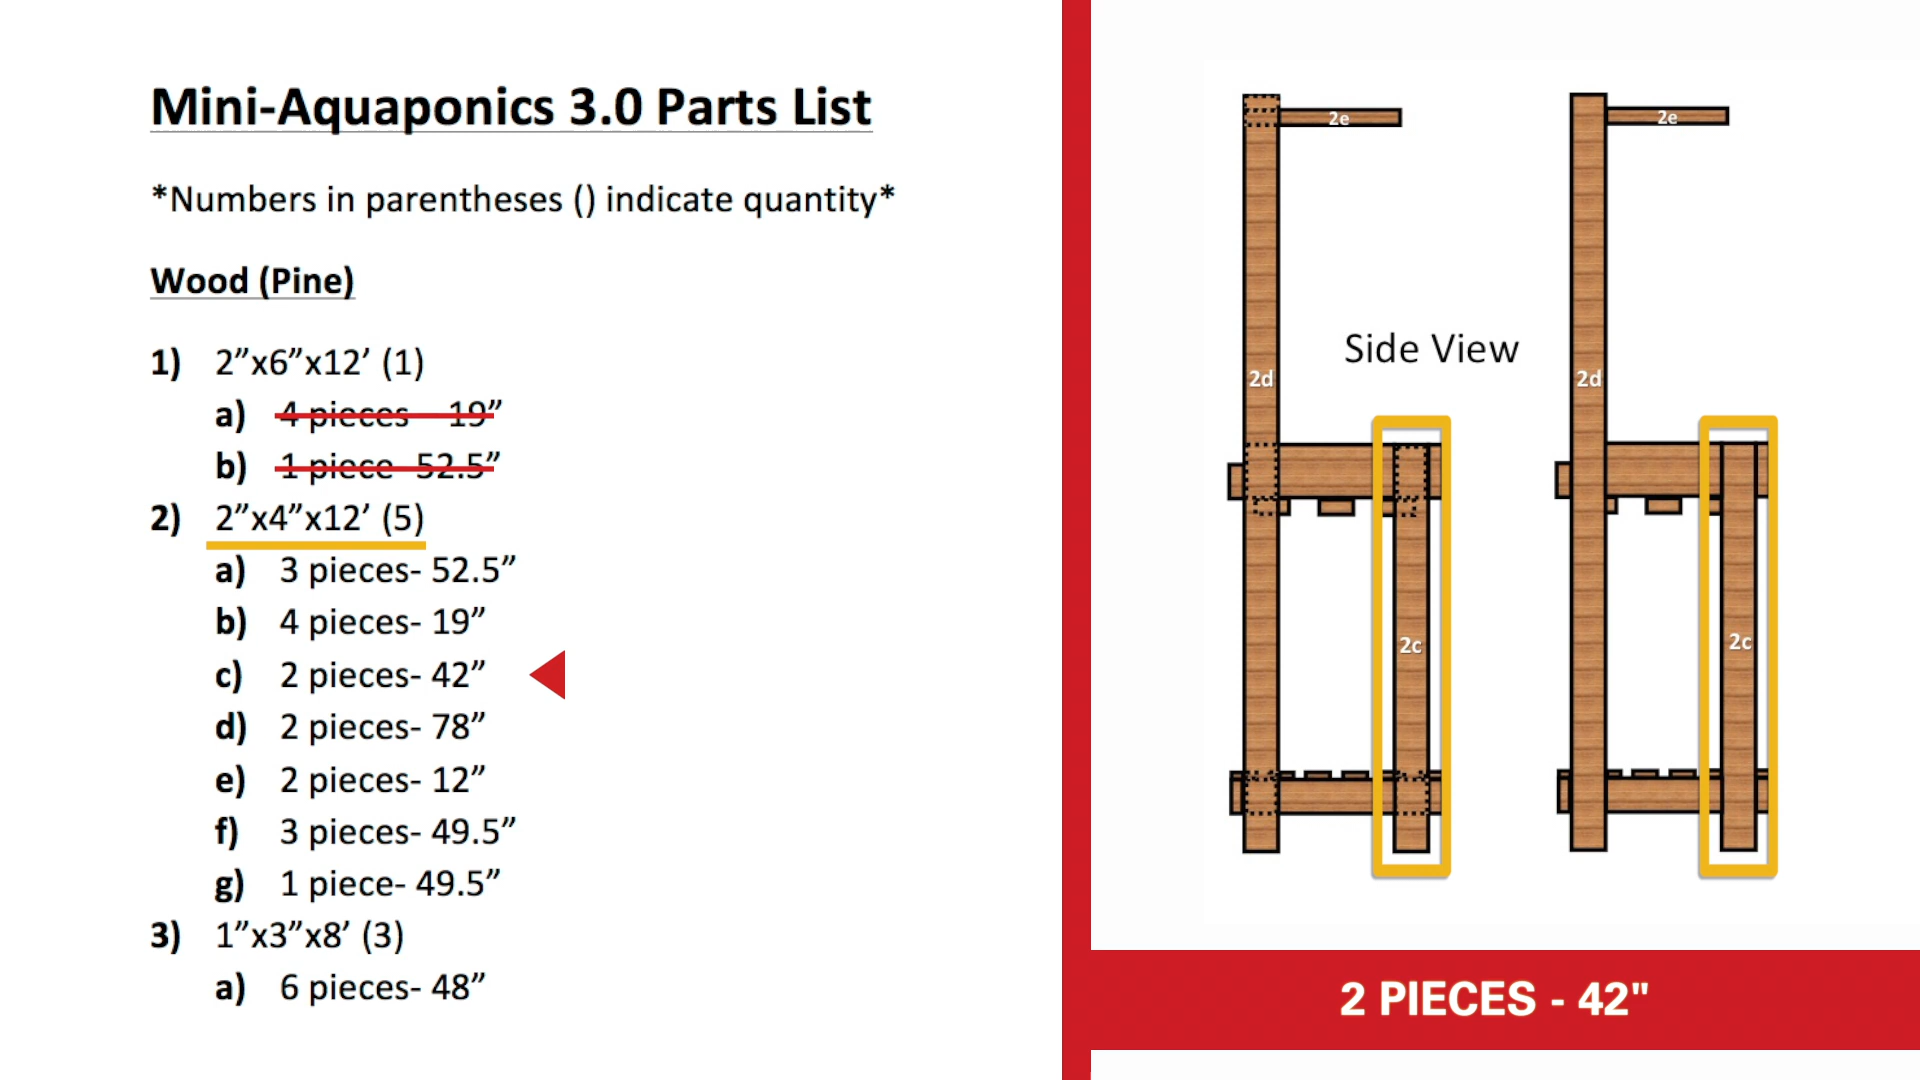 Mini-Aquaponics 3.0 Parts List
*Numbers in parentheses () indicate quantity*
Wood (Pine)
1) 2”x6”x12’ (1)
a) 4 pieces - 19”
b) 1 piece- 52.5”
2) 2”x4”x12’ (5)
a) 3 pieces- 52.5”
b) 4 pieces- 19”
c) 2 pieces- 42”
d) 2 pieces- 78”
e) 2 pieces- 12”
f) 3 pieces- 49.5”
g) 1 piece- 49.5”
3) 1”x3”x8’ (3)
a) 6 pieces- 48”
2e
2e
Side View
2d
2d
2c
2c
2 PIECES - 42"